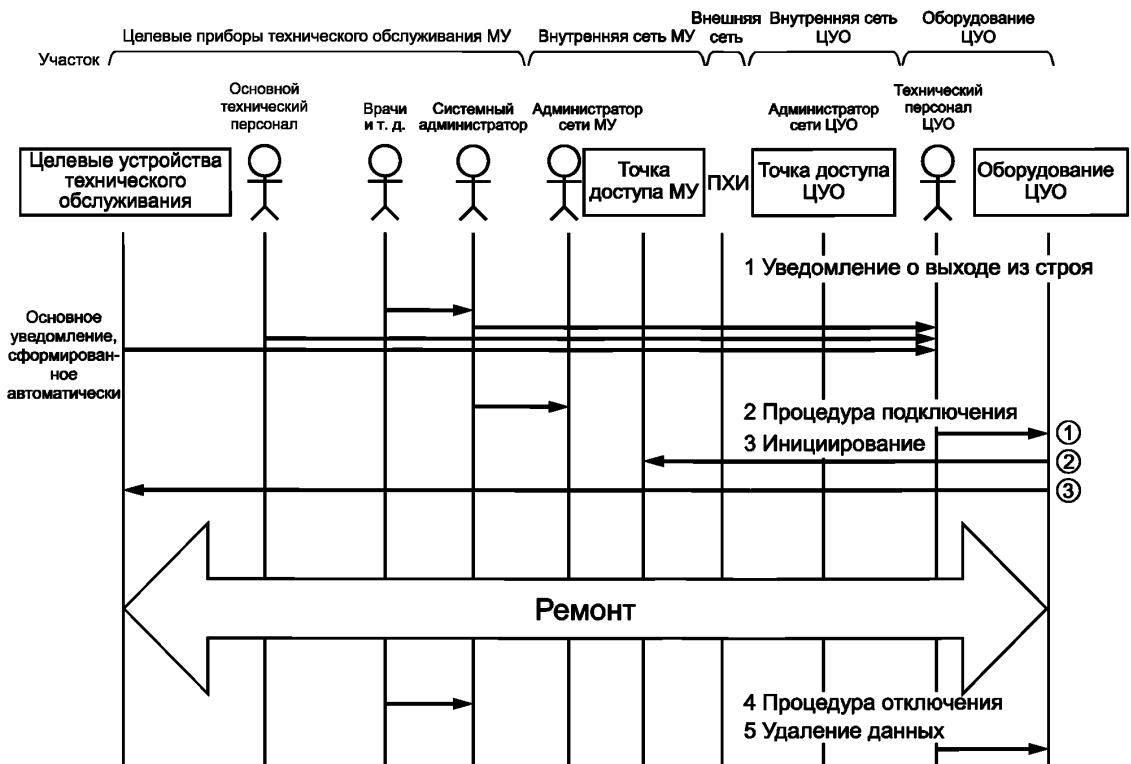 Целевые приборы технического обслуживания МУ
Внутренняя сеть МУ
Внешняя
сеть
Внутренняя сеть
ЦУО
Оборудование
ЦУО
Участок
Основной
технический
персонал
Врачи
и т. д.
Системный
администратор
Администратор
сети МУ
Администратор
сети ЦУО
Технический
персонал
ЦУО
Целевые устройства
технического
обслуживания
Точка
доступа МУ
ПХИ
Точка доступа
ЦУО
Оборудование
ЦУО
1 Уведомление о выходе из строя
Основное
уведомление,
сформирован-
ное
автоматически
2 Процедура подключения
1
3 Инициирование
2
3
Ремонт
4 Процедура отключения
5 Удаление данных